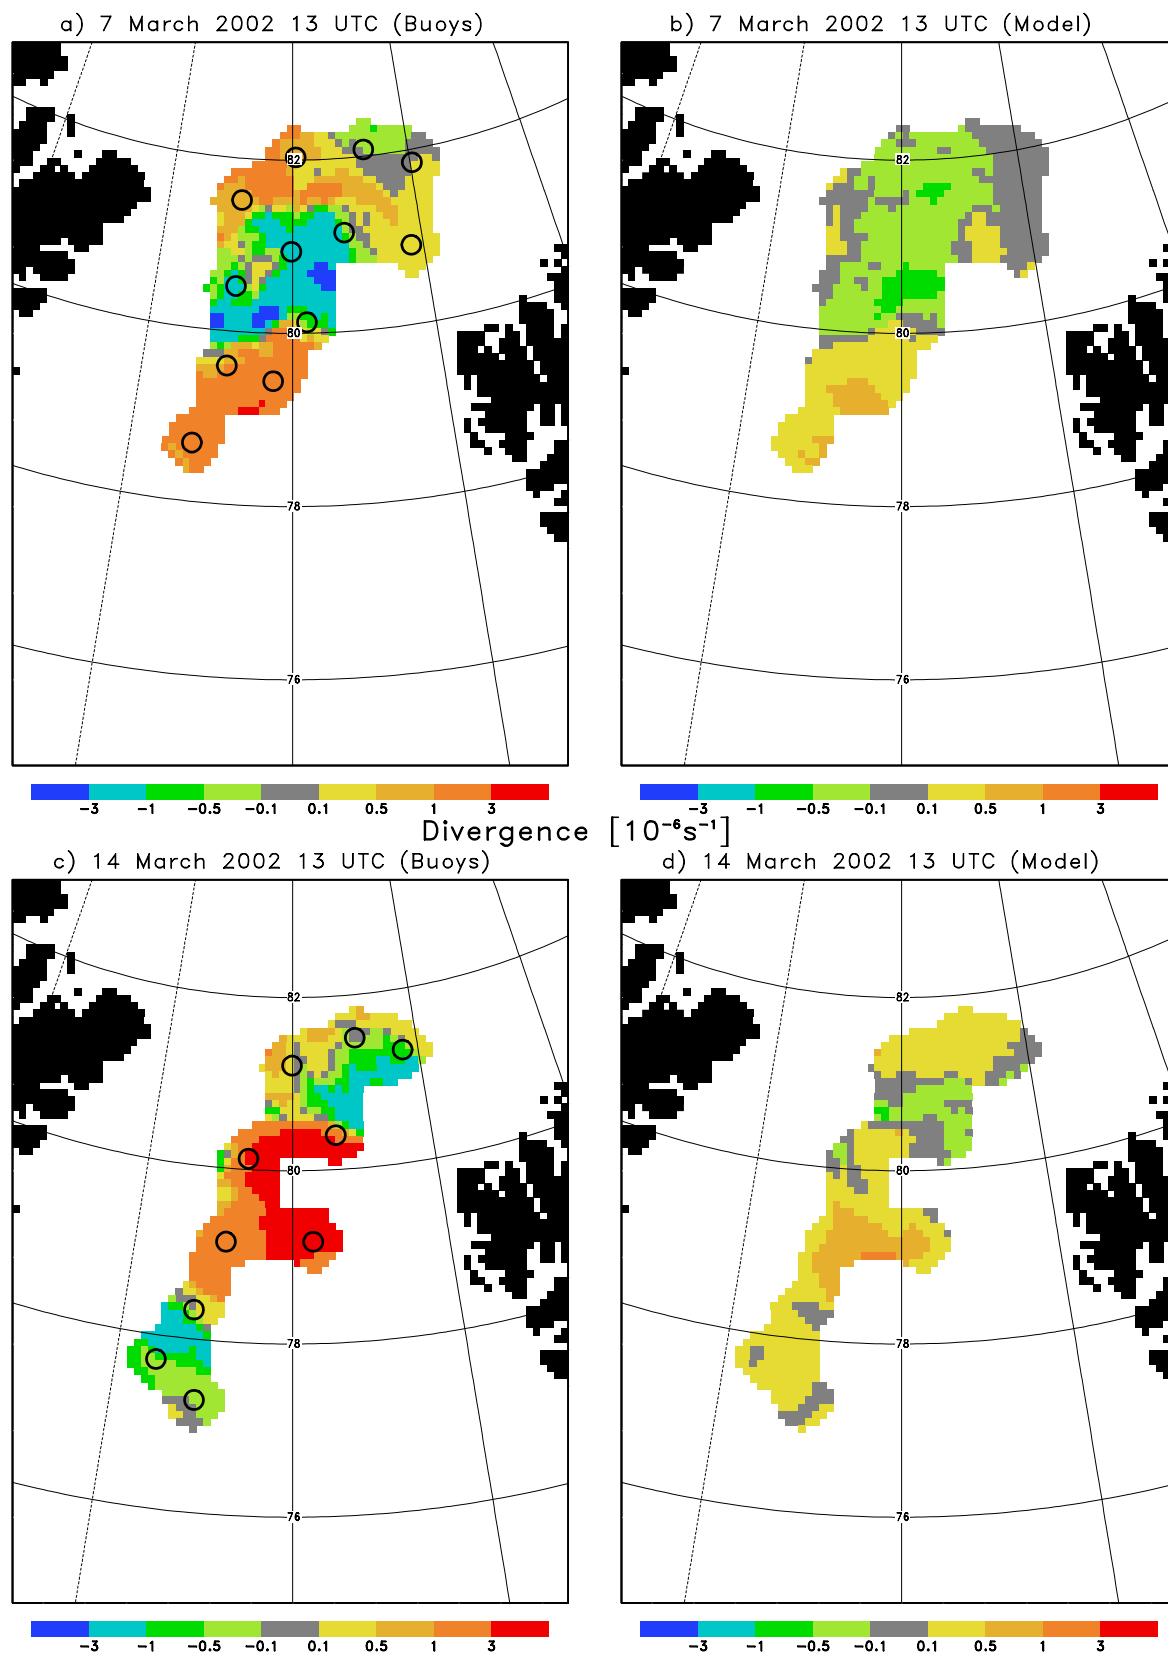 a) 7 March 2002 13 UTC (Buoys)
b) 7 March 2002 13 UTC (Model)
82
80
78
76
82
80
78
76
-3 -1 -0.5 -0.1 0.1 0.5 1 3
-3 -1 -0.5 -0.1 0.1 0.5 1 3
Divergence [10⁻⁶s⁻¹]
c) 14 March 2002 13 UTC (Buoys)
d) 14 March 2002 13 UTC (Model)
82
80
78
76
82
80
78
76
-3 -1 -0.5 -0.1 0.1 0.5 1 3
-3 -1 -0.5 -0.1 0.1 0.5 1 3